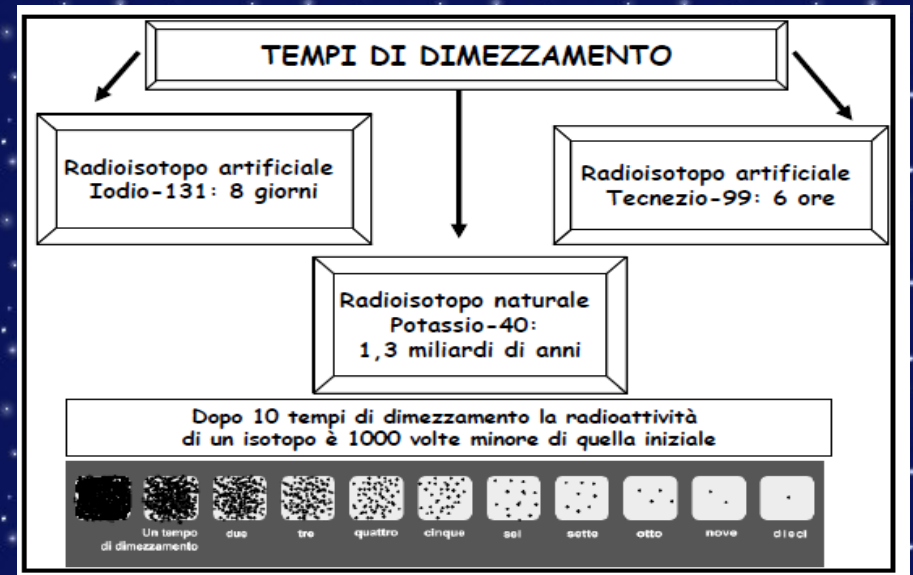 TEMPI DI DIMEZZAMENTO
Radioisotopo artificiale
Iodio-131: 8 giorni
Radioisotopo artificiale
Tecnezio-99: 6 ore
Radioisotopo naturale
Potassio-40:
1,3 miliardi di anni
Dopo 10 tempi di dimezzamento la radioattività
di un isotopo è 1000 volte minore di quella iniziale
Un tempo
di dimezzamento
due
tre
quattro
cinque
sei
sette
otto
nove
dieci